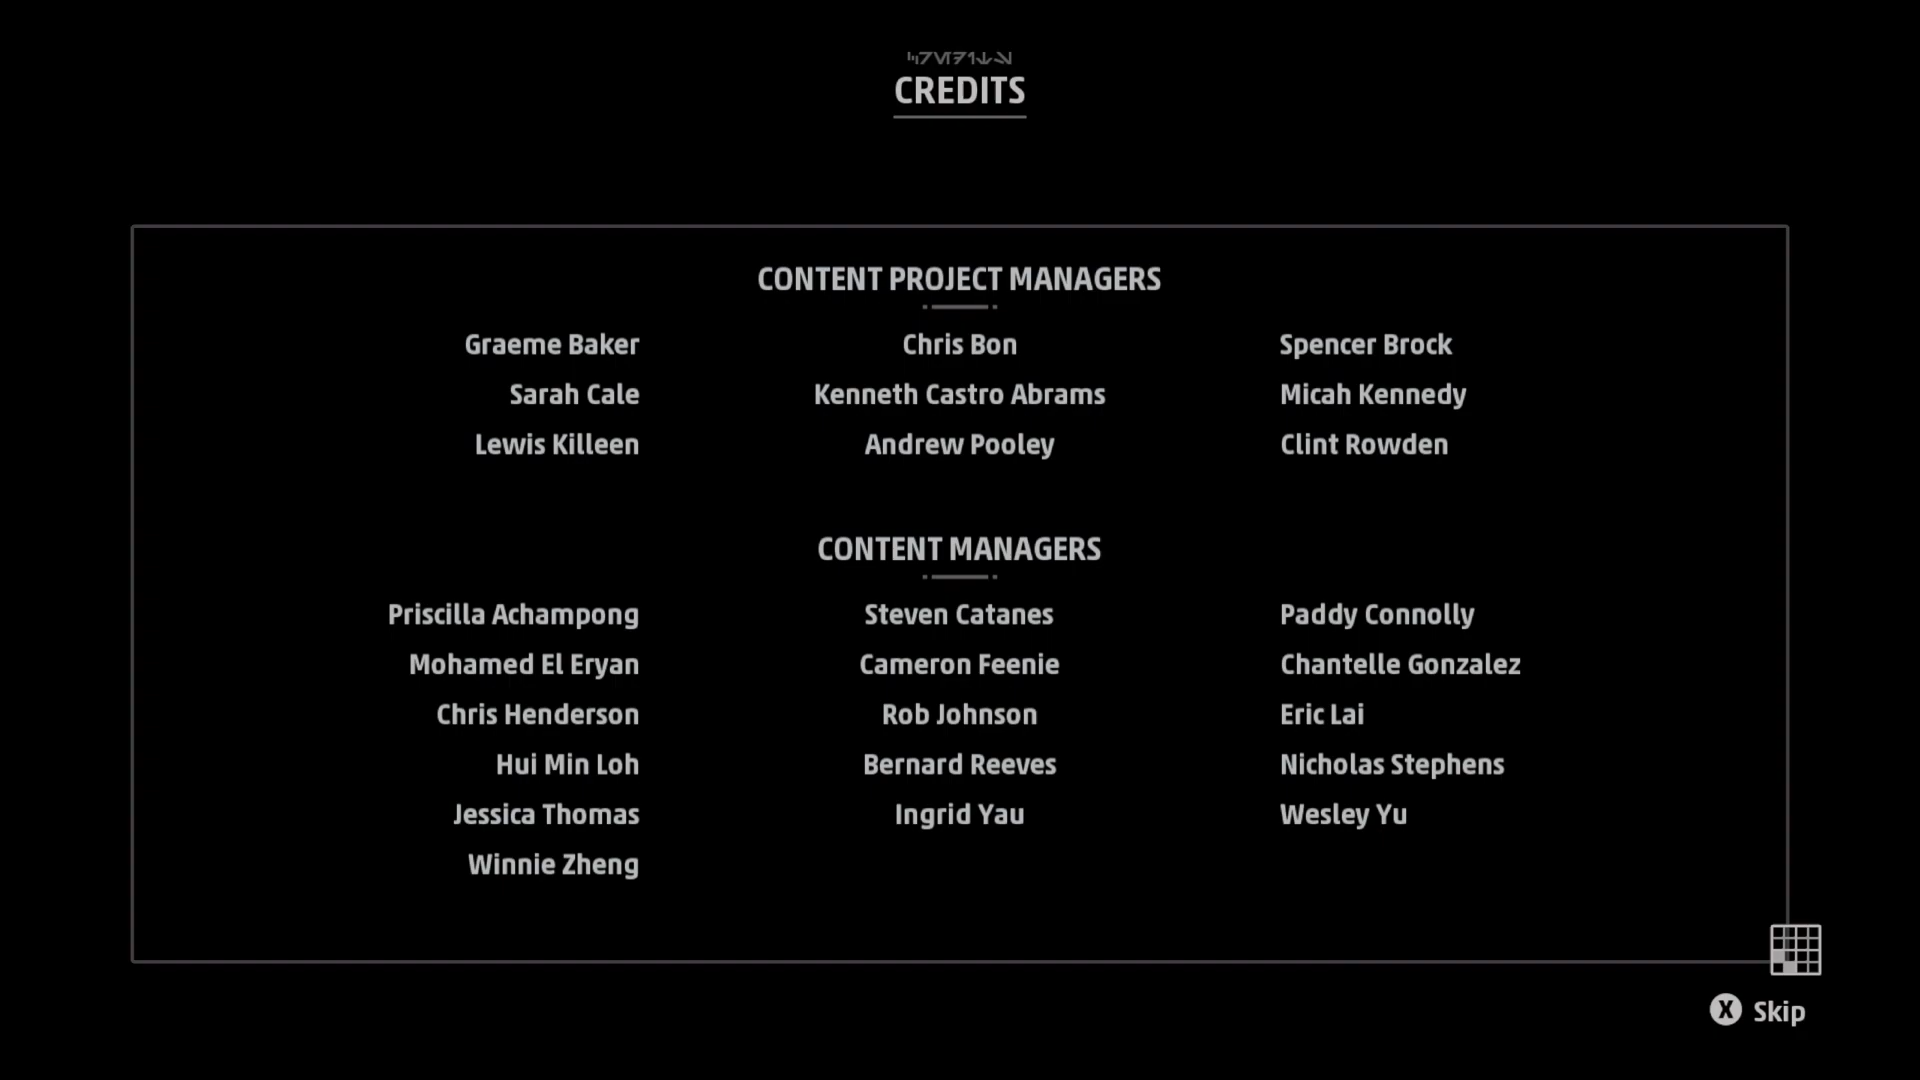 CREDITS
CONTENT PROJECT MANAGERS
Graeme Baker Chris Bon Spencer Brock
Sarah Cale Kenneth Castro Abrams Micah Kennedy
Lewis Killeen Andrew Pooley Clint Rowden
CONTENT MANAGERS
Priscilla Achampong Steven Catanes Paddy Connolly
Mohamed El Eryan Cameron Feenie Chantelle Gonzalez
Chris Henderson Rob Johnson Eric Lai
Hui Min Loh Bernard Reeves Nicholas Stephens
Jessica Thomas Ingrid Yau Wesley Yu
Winnie Zheng
X Skip